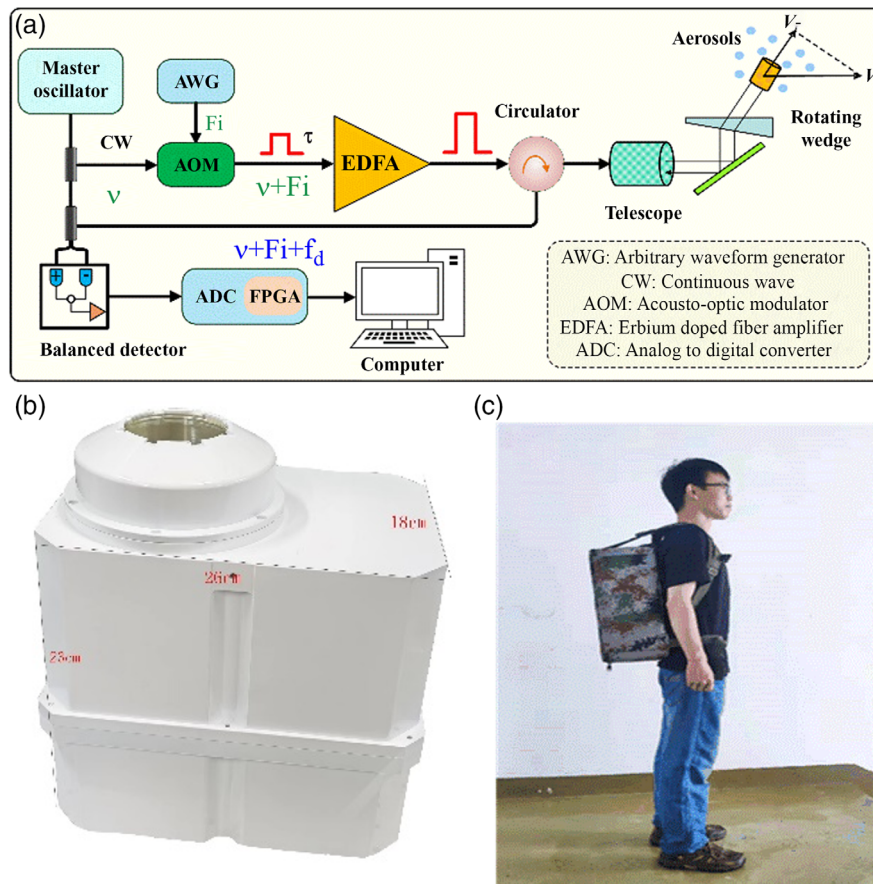 (a)
Master
oscillator
AWG
Fi
CW
AOM
τ
ν
ν+Fi
EDFA
Circulator
Telescope
Aerosols
V
Rotating
wedge
+
-
Balanced detector
ν+Fi+fd
ADC
FPGA
Computer
AWG: Arbitrary waveform generator
CW: Continuous wave
AOM: Acousto-optic modulator
EDFA: Erbium doped fiber amplifier
ADC: Analog to digital converter
(b)
18cm
26cm
23cm
(c)